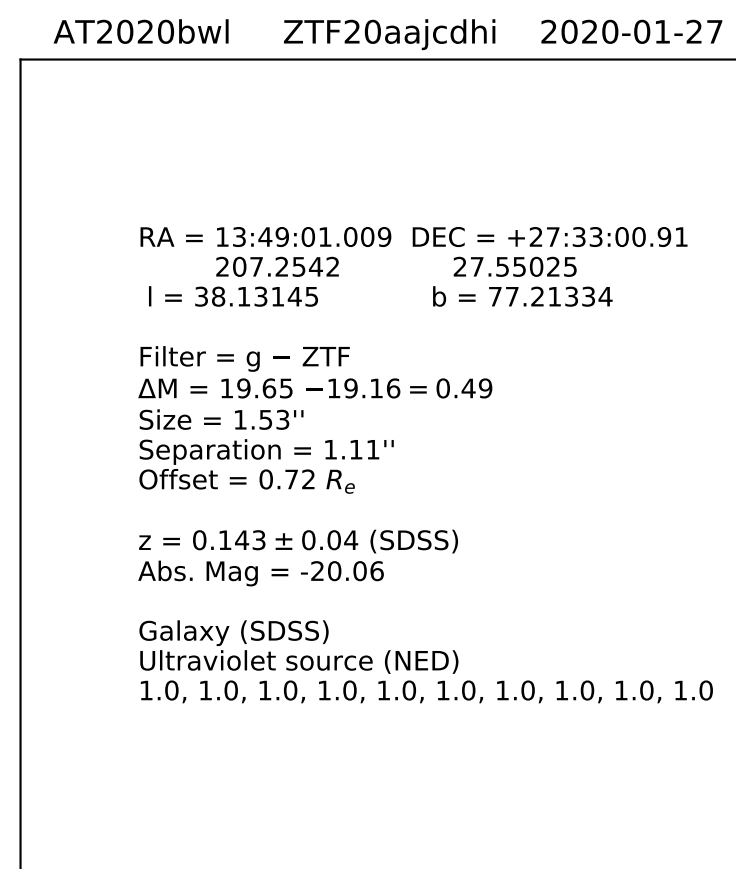 AT2020bwl ZTF20aajcdhi 2020-01-27
RA = 13:49:01.009 DEC = +27:33:00.91
207.2542 27.55025
l = 38.13145 b = 77.21334
Filter = g − ZTF
ΔM = 19.65 −19.16 = 0.49
Size = 1.53''
Separation = 1.11''
Offset = 0.72 Re
z = 0.143 ± 0.04 (SDSS)
Abs. Mag = -20.06
Galaxy (SDSS)
Ultraviolet source (NED)
1.0, 1.0, 1.0, 1.0, 1.0, 1.0, 1.0, 1.0, 1.0, 1.0